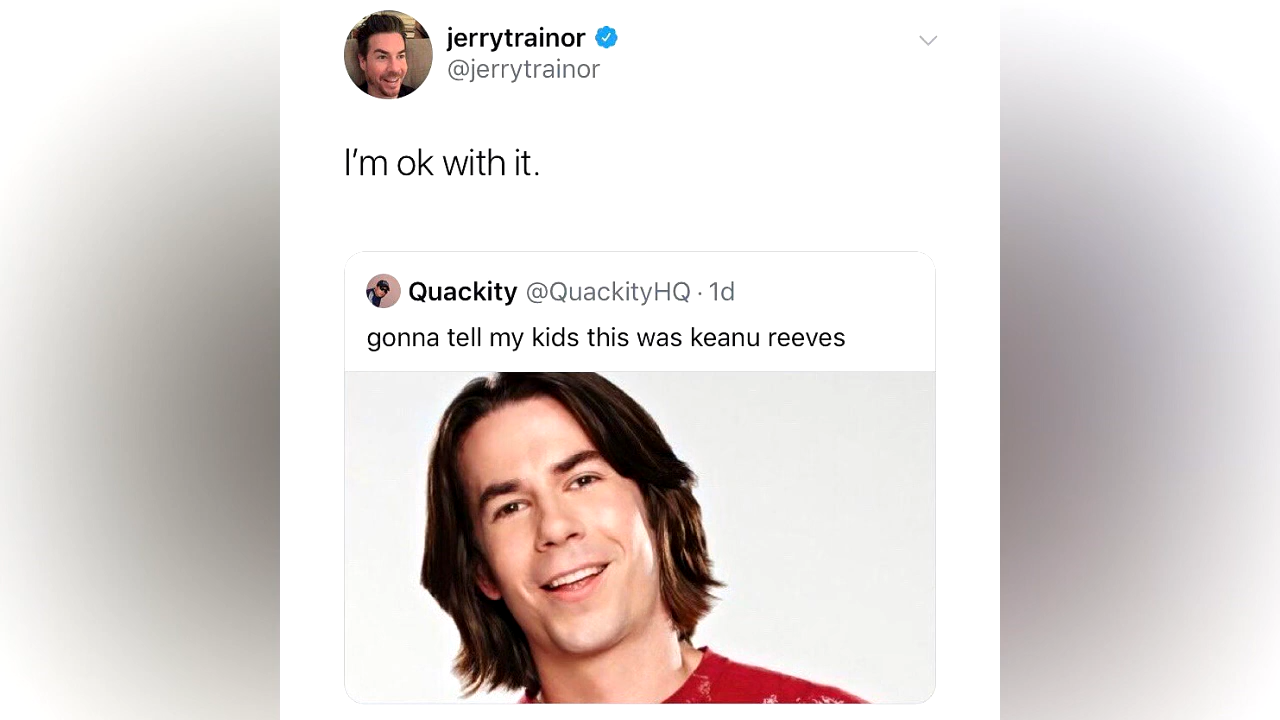 jerrytrainor
@jerrytrainor
I'm ok with it.
Quackity @QuackityHQ · 1d
gonna tell my kids this was keanu reeves